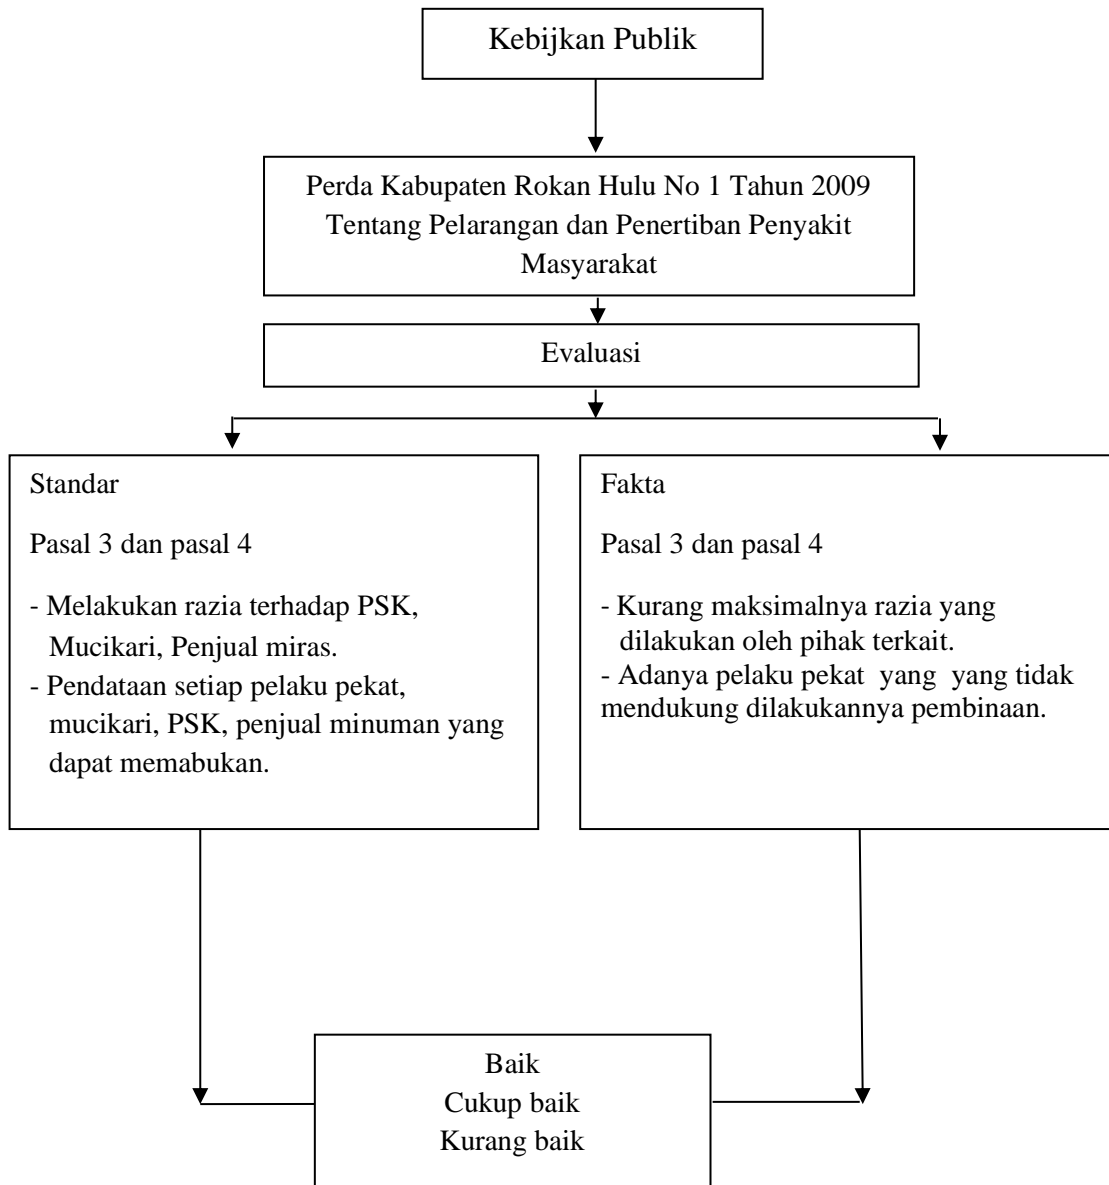 Kebijkan Publik
Perda Kabupaten Rokan Hulu No 1 Tahun 2009
Tentang Pelarangan dan Penertiban Penyakit
Masyarakat
Evaluasi
Standar
Pasal 3 dan pasal 4
- Melakukan razia terhadap PSK,
Mucikari, Penjual miras.
- Pendataan setiap pelaku pekat,
mucikari, PSK, penjual minuman yang
dapat memabukan.
Fakta
Pasal 3 dan pasal 4
- Kurang maksimalnya razia yang
dilakukan oleh pihak terkait.
- Adanya pelaku pekat yang yang tidak
mendukung dilakukannya pembinaan.
Baik
Cukup baik
Kurang baik